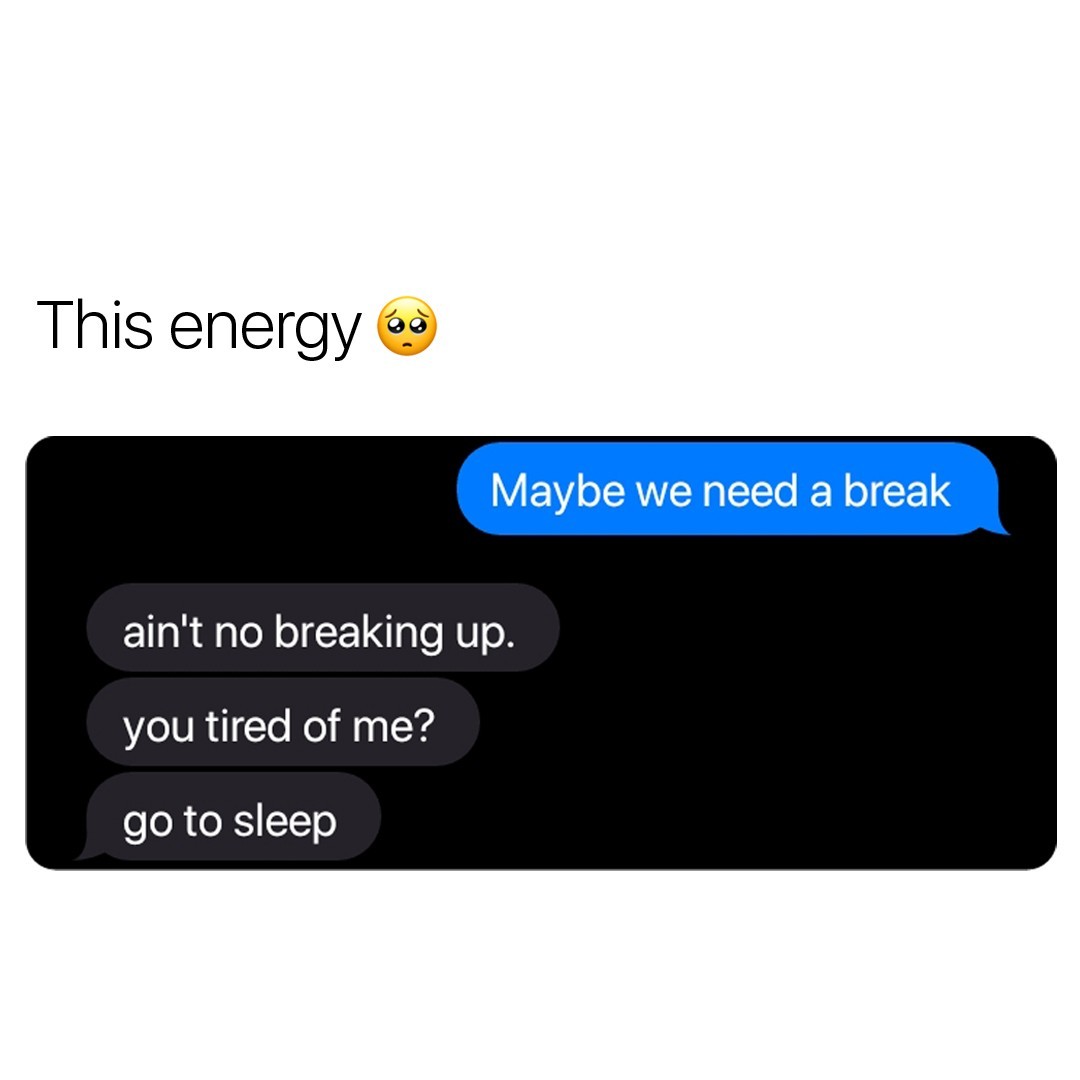 This energy 🥺
Maybe we need a break
ain't no breaking up.
you tired of me?
go to sleep